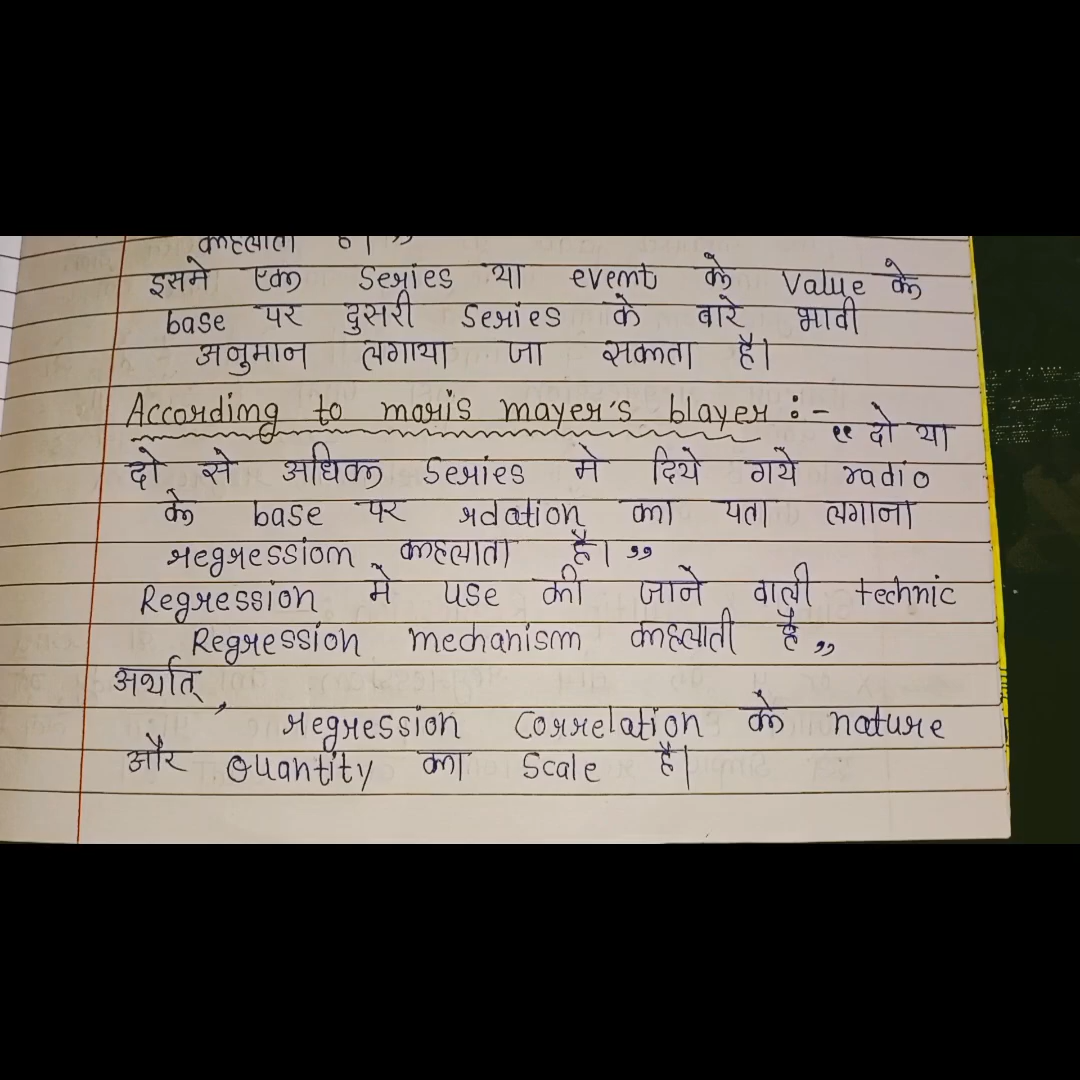 कहलाता है।”
इसमे एक Series या event के Value के
base पर दुसरी Series के बारे भावी
अनुमान लगाया जा सकता है।
According to moris mayer's blayer :- “दो या
दो से अधिक Series मे दिये गये radio
के base पर rdation का पता लगाना
regression कहलाता है।”
Regression मे use की जाने वाली technic
Regression mechanism कहलाती है”
अर्थात्,
regression Correlation के nature
और Quantity का Scale है।